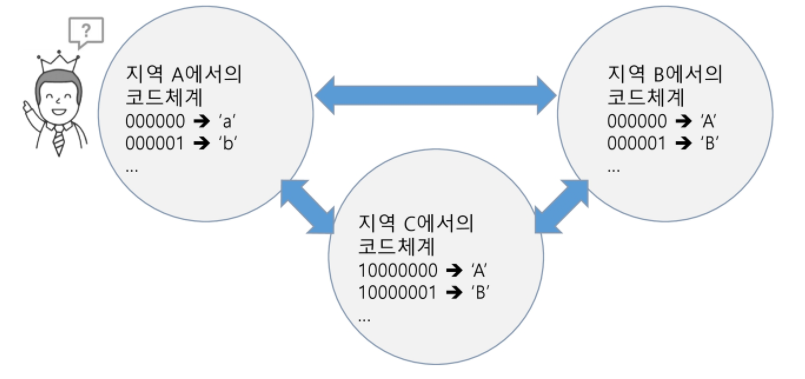 ?
지역 A에서의
코드체계
000000 ➔ 'a'
000001 ➔ 'b'
...
지역 B에서의
코드체계
000000 ➔ 'A'
000001 ➔ 'B'
...
지역 C에서의
코드체계
10000000 ➔ 'A'
10000001 ➔ 'B'
...